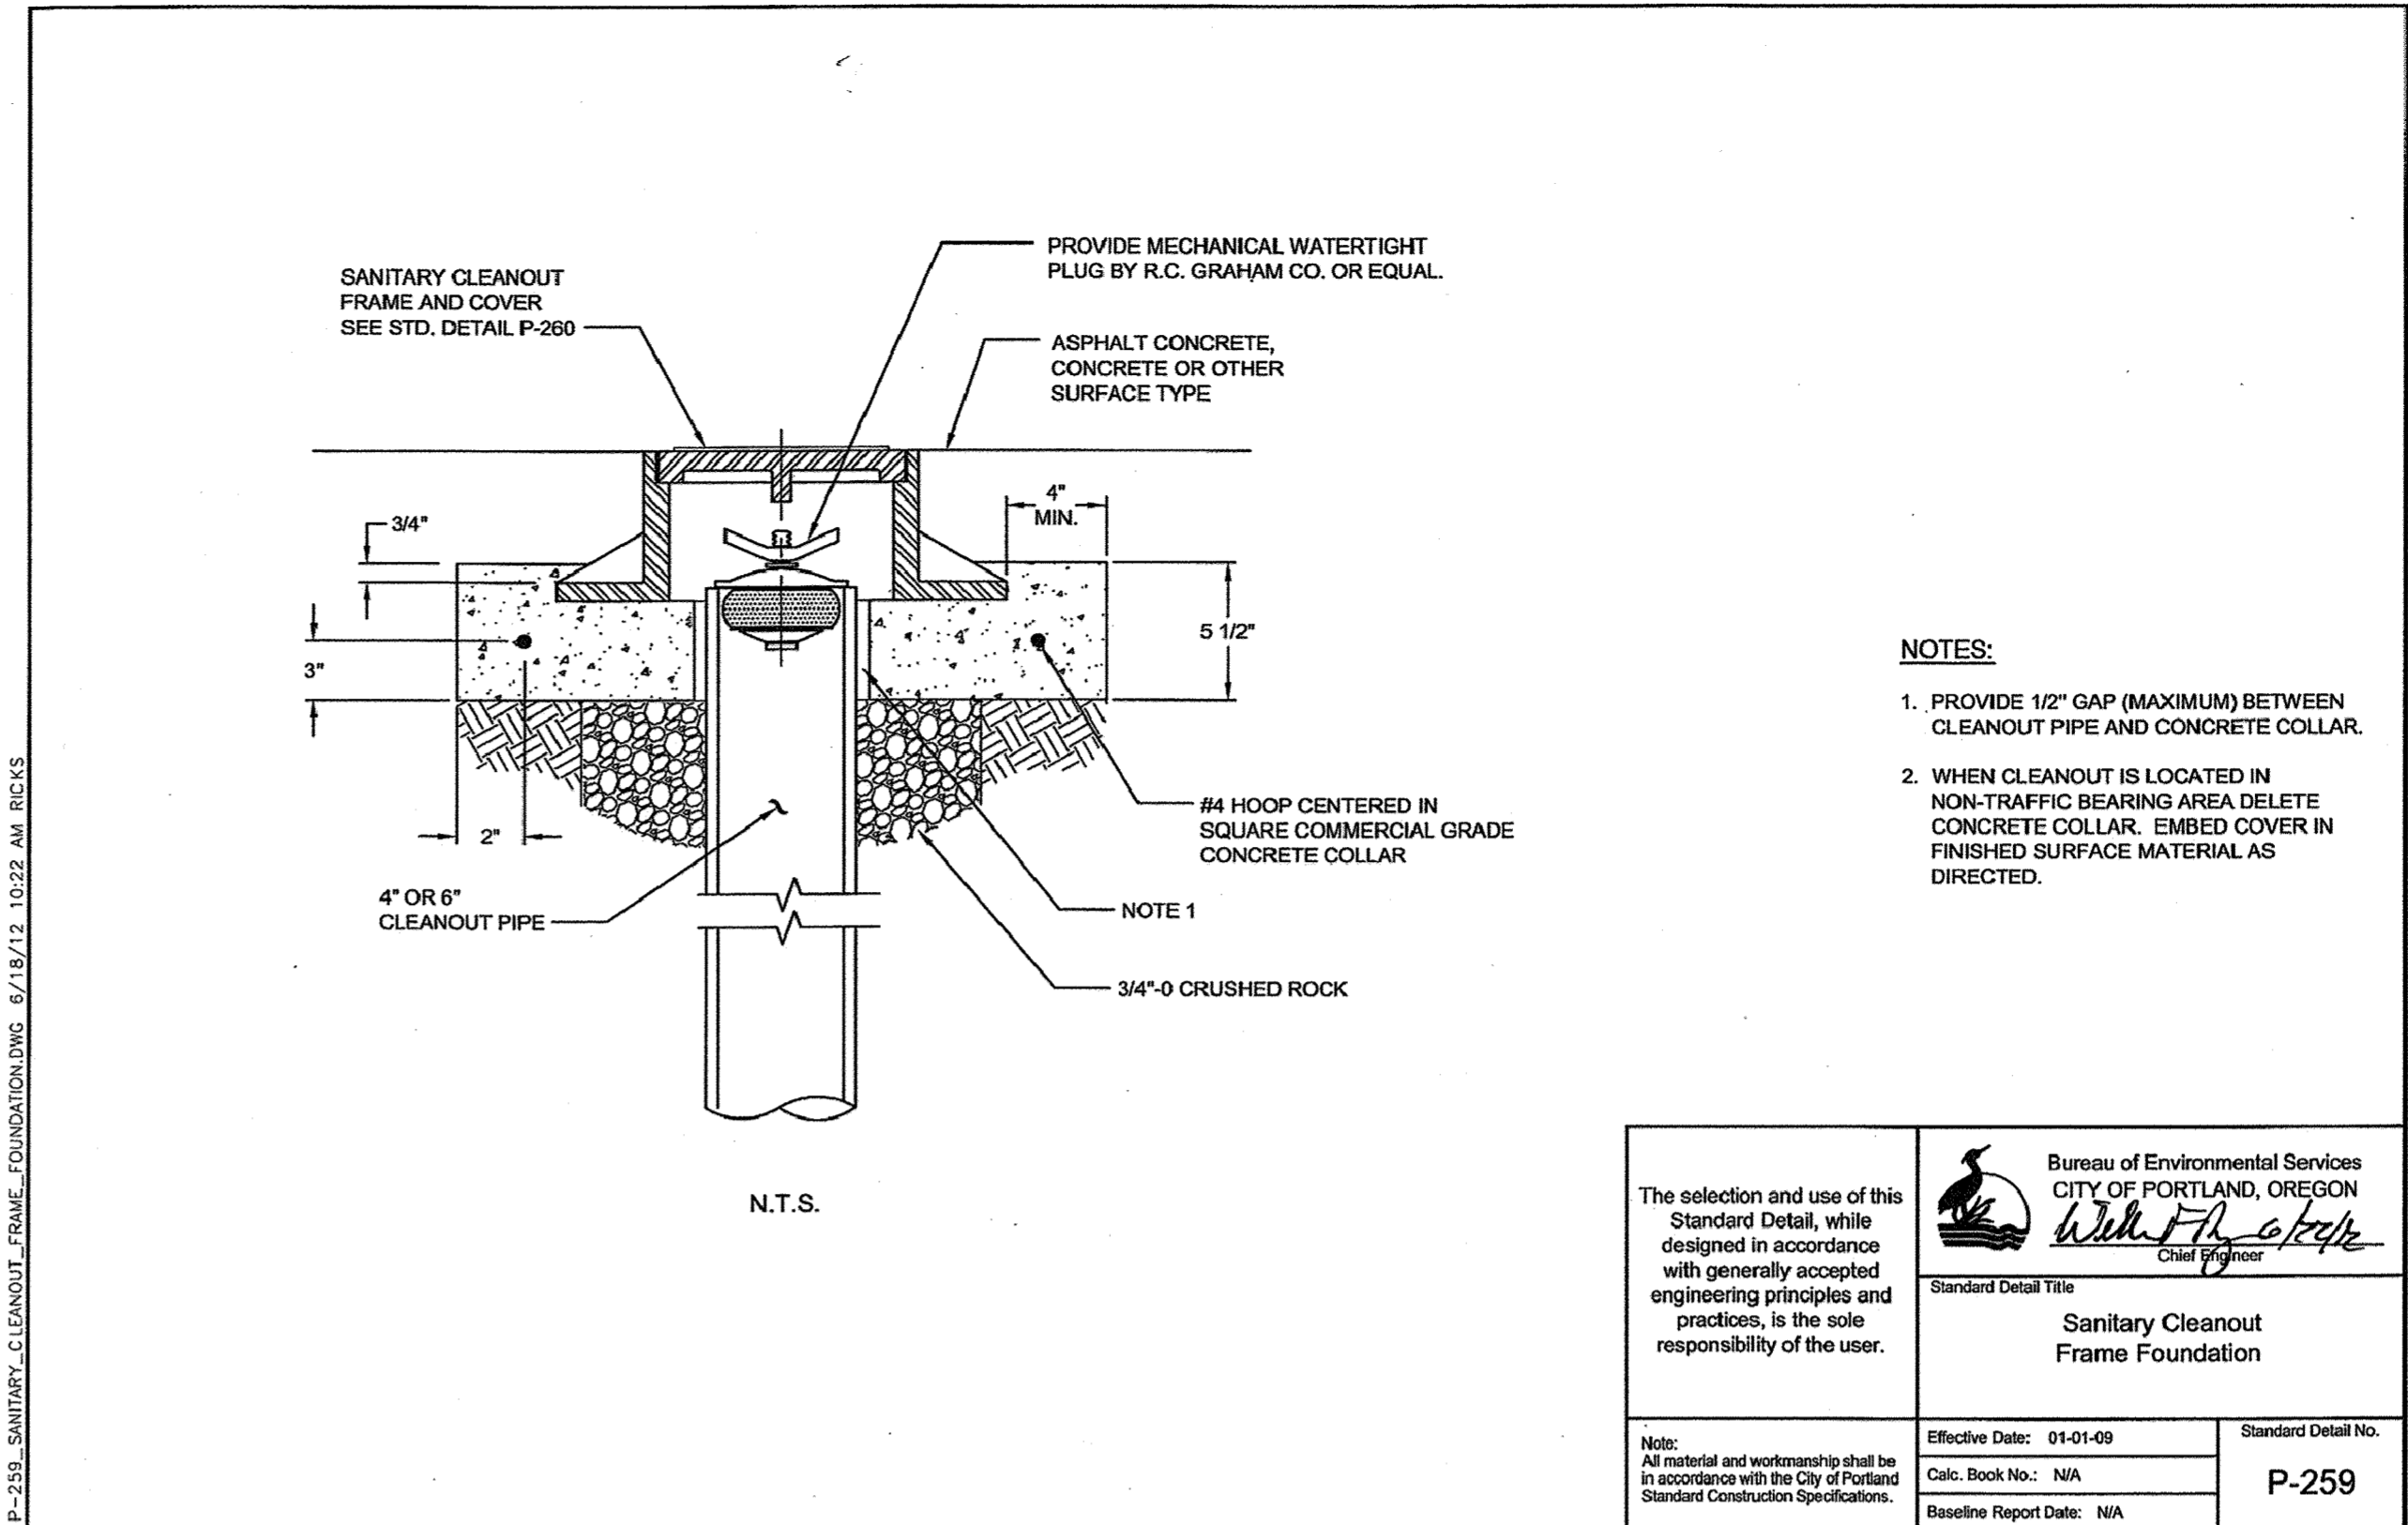 SANITARY CLEANOUT
FRAME AND COVER
SEE STD. DETAIL P-260
PROVIDE MECHANICAL WATERTIGHT
PLUG BY R.C. GRAHAM CO. OR EQUAL.
ASPHALT CONCRETE,
CONCRETE OR OTHER
SURFACE TYPE
3/4"
4"
MIN.
5 1/2"
3"
2"
#4 HOOP CENTERED IN
SQUARE COMMERCIAL GRADE
CONCRETE COLLAR
4" OR 6"
CLEANOUT PIPE
NOTE 1
3/4"-0 CRUSHED ROCK
N.T.S.
NOTES:
1. PROVIDE 1/2" GAP (MAXIMUM) BETWEEN
CLEANOUT PIPE AND CONCRETE COLLAR.
2. WHEN CLEANOUT IS LOCATED IN
NON-TRAFFIC BEARING AREA DELETE
CONCRETE COLLAR. EMBED COVER IN
FINISHED SURFACE MATERIAL AS
DIRECTED.
P-259_SANITARY_CLEANOUT_FRAME_FOUNDATION.DWG 6/18/12 10:22 AM RICKS
The selection and use of this
Standard Detail, while
designed in accordance
with generally accepted
engineering principles and
practices, is the sole
responsibility of the user.
Bureau of Environmental Services
CITY OF PORTLAND, OREGON
6/22/12
Chief Engineer
Standard Detail Title
Sanitary Cleanout
Frame Foundation
Note:
All material and workmanship shall be
in accordance with the City of Portland
Standard Construction Specifications.
Effective Date: 01-01-09
Calc. Book No.: N/A
Baseline Report Date: N/A
Standard Detail No.
P-259